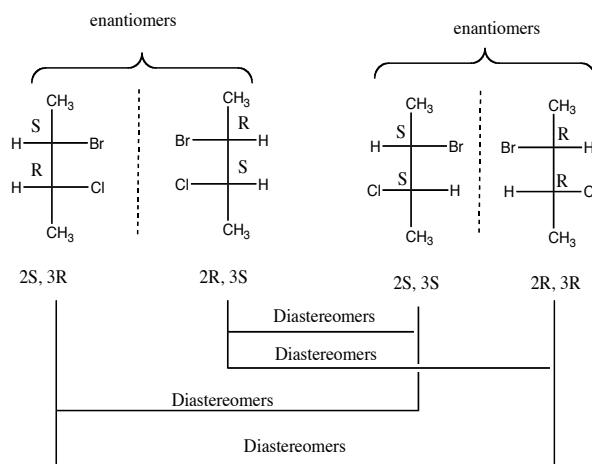 enantiomers
enantiomers
CH3
S
H Br
R
H Cl
CH3
CH3
R
Br H
S
Cl H
CH3
CH3
S
H Br
S
Cl H
CH3
CH3
R
Br H
R
H C
CH3
2S, 3R
2R, 3S
2S, 3S
2R, 3R
Diastereomers
Diastereomers
Diastereomers
Diastereomers